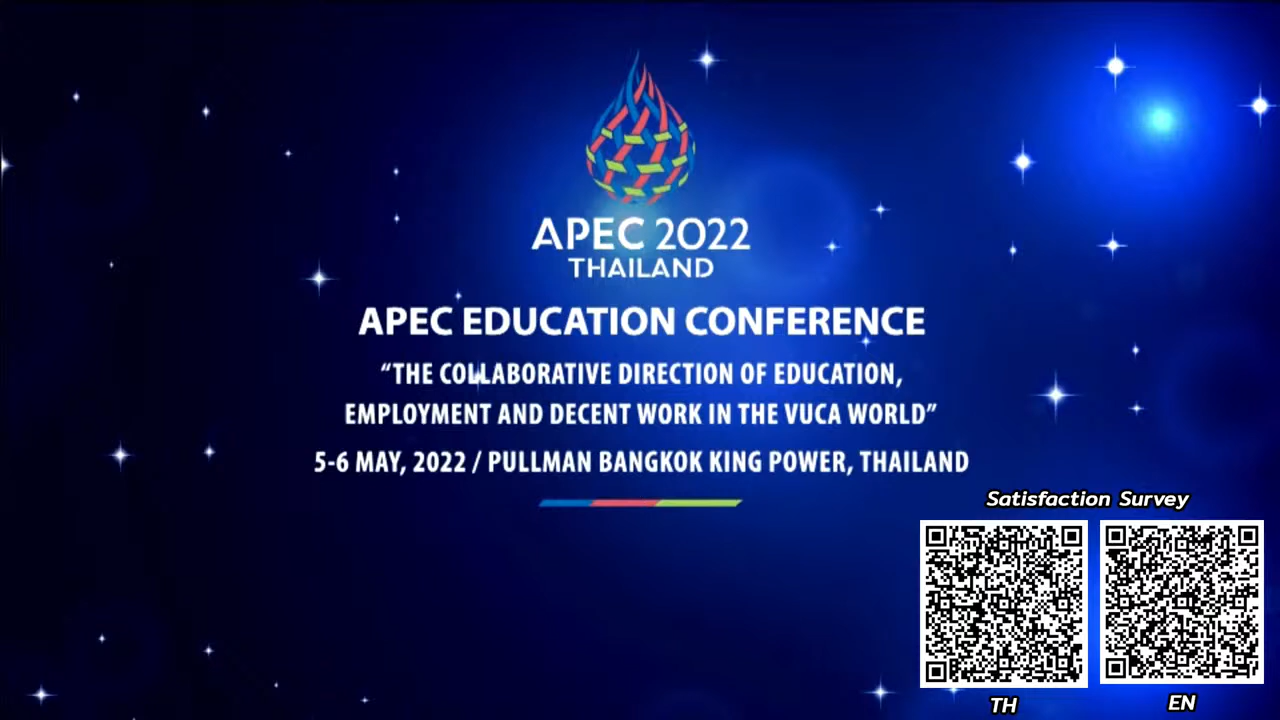 APEC 2022
THAILAND
APEC EDUCATION CONFERENCE
“THE COLLABORATIVE DIRECTION OF EDUCATION,
EMPLOYMENT AND DECENT WORK IN THE VUCA WORLD”
5-6 MAY, 2022 / PULLMAN BANGKOK KING POWER, THAILAND
Satisfaction Survey
TH
EN